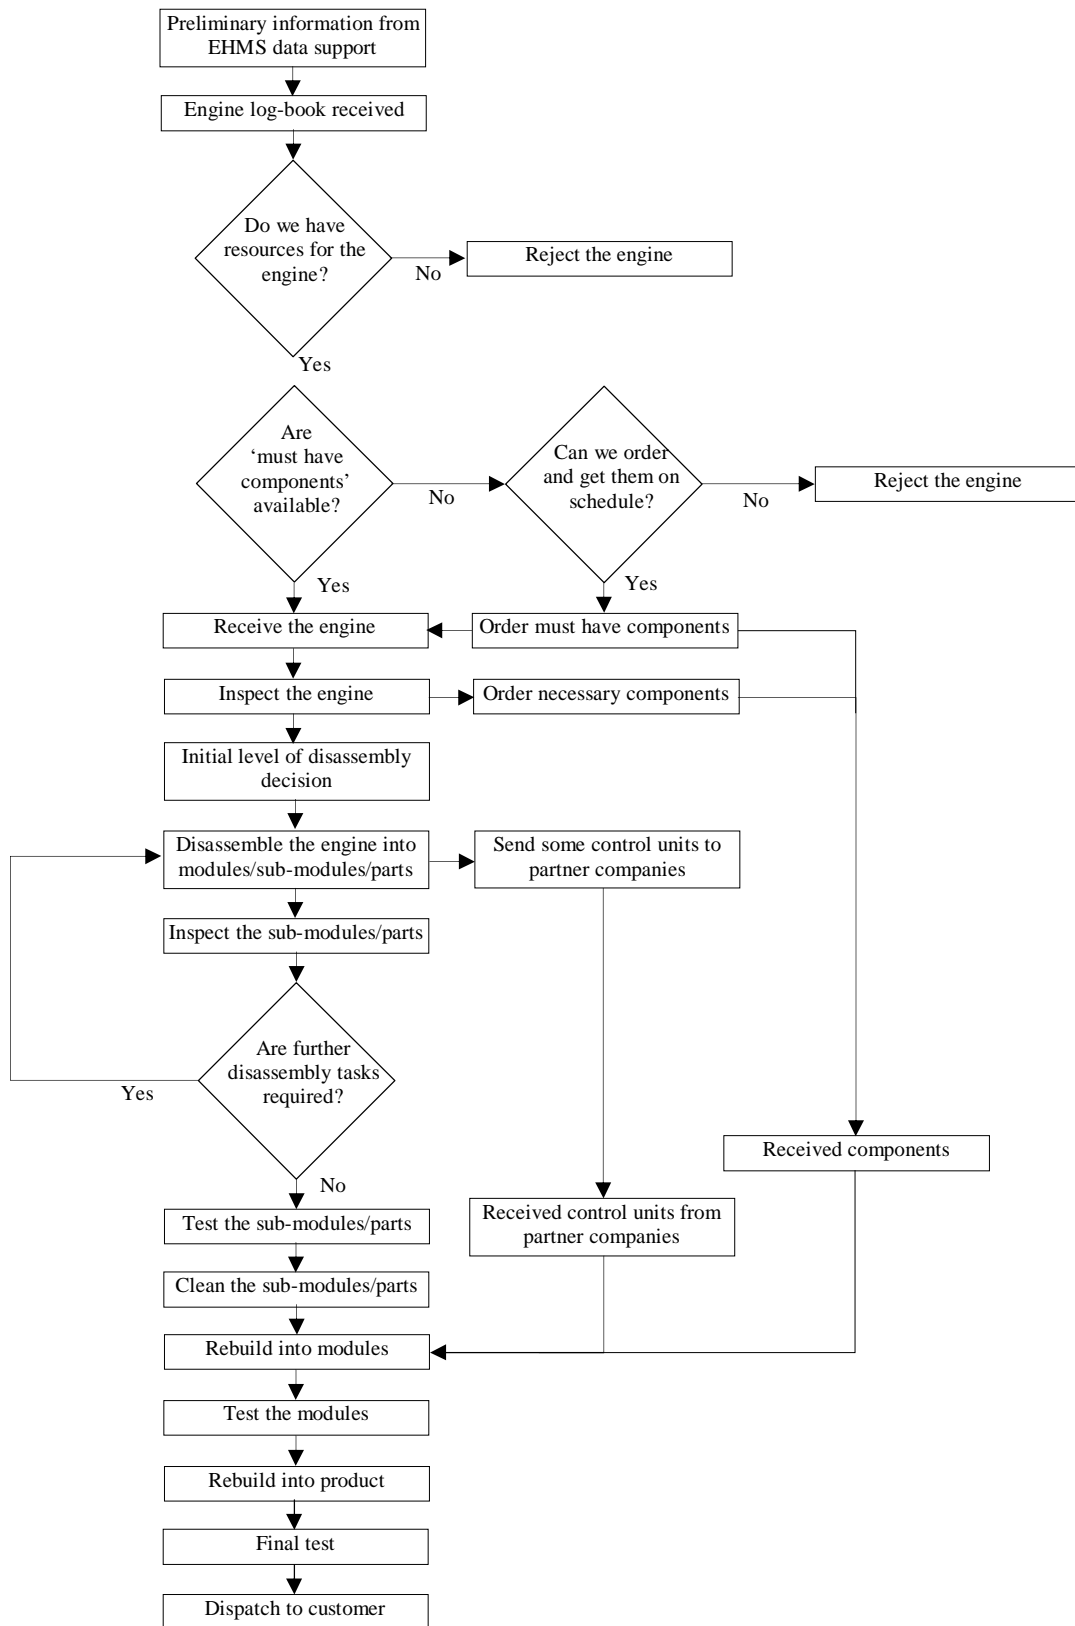 Preliminary information from
EHMS data support
Engine log-book received
Do we have
resources for the
engine?
No
Reject the engine
Yes
Are
‘must have
components’
available?
No
Can we order
and get them on
schedule?
No
Reject the engine
Yes
Yes
Receive the engine
Order must have components
Inspect the engine
Order necessary components
Initial level of disassembly
decision
Disassemble the engine into
modules/sub-modules/parts
Send some control units to
partner companies
Inspect the sub-modules/parts
Are further
disassembly tasks
required?
Yes
No
Received components
Test the sub-modules/parts
Received control units from
partner companies
Clean the sub-modules/parts
Rebuild into modules
Test the modules
Rebuild into product
Final test
Dispatch to customer